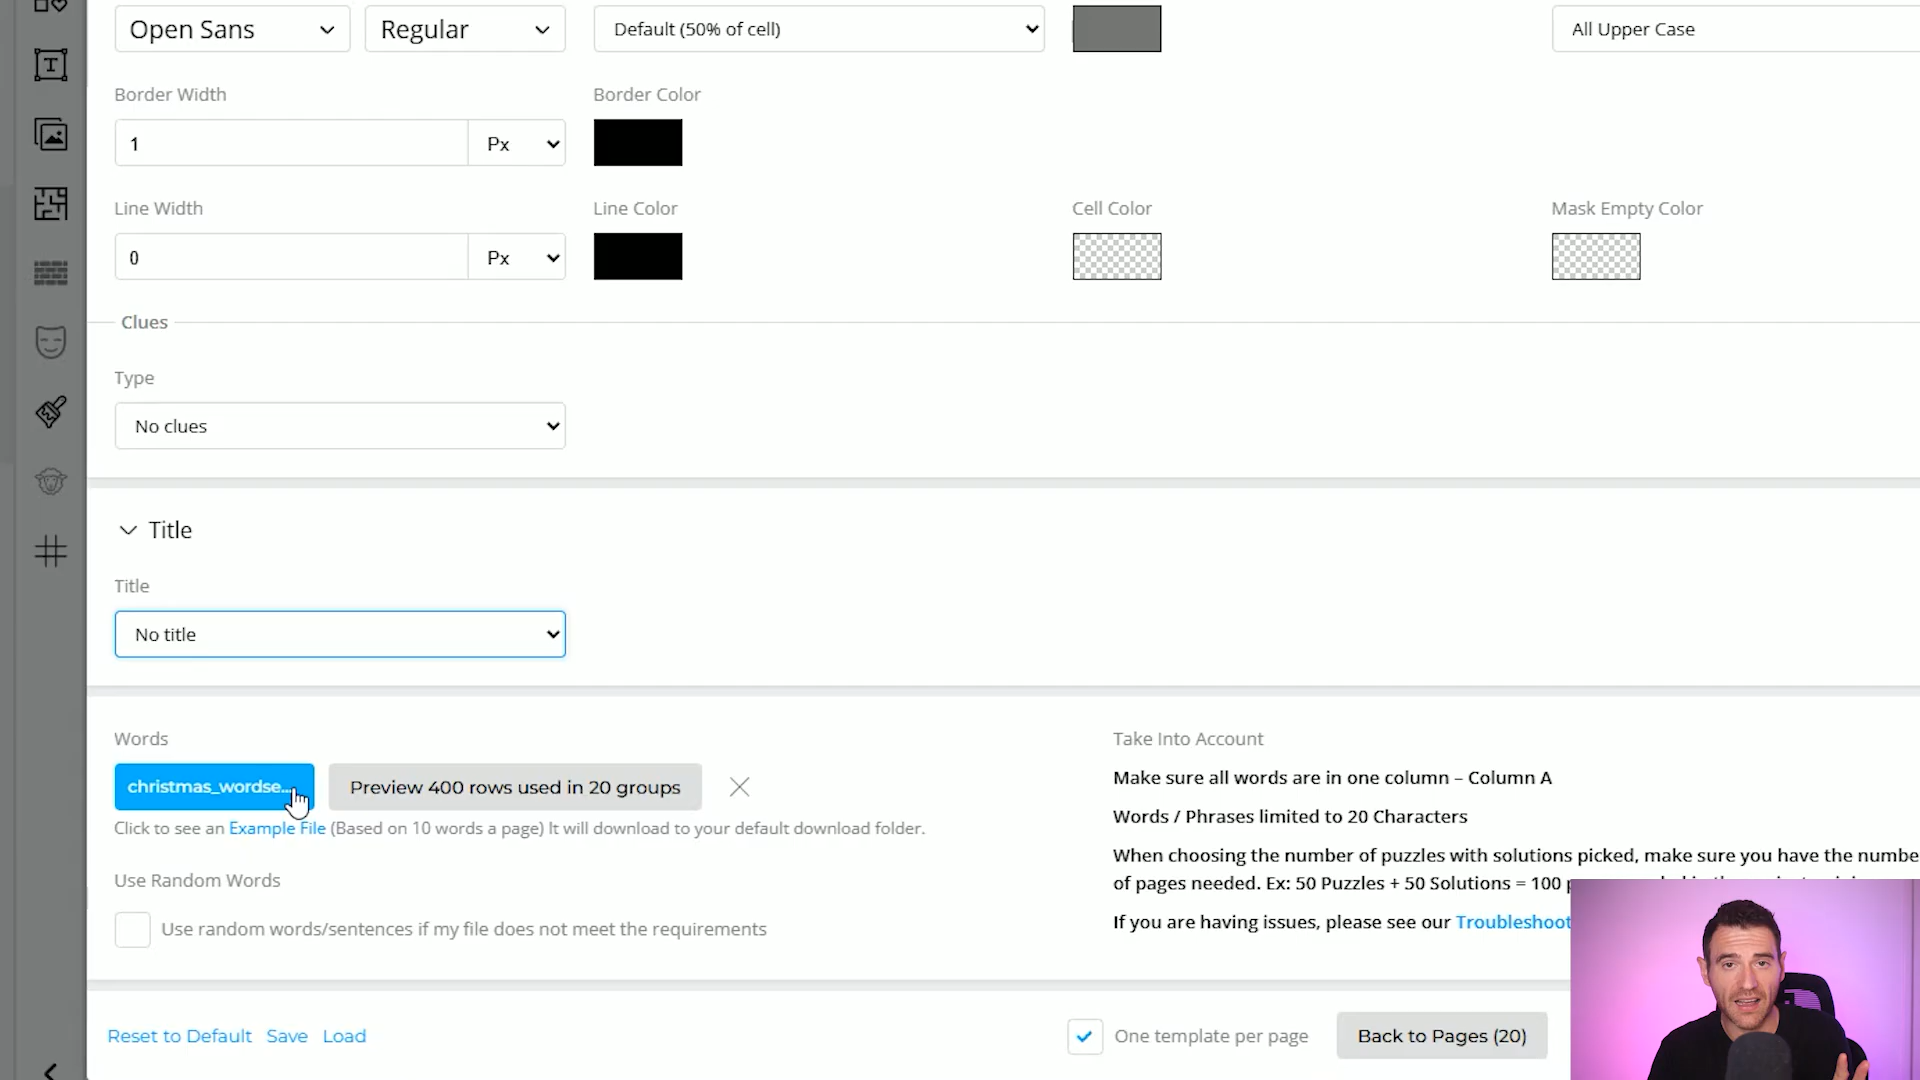 Open Sans
Regular
Default (50% of cell)
All Upper Case
Border Width
Border Color
1
Px
Line Width
Line Color
Cell Color
Mask Empty Color
0
Px
Clues
Type
No clues
Title
Title
No title
Words
Take Into Account
christmas_wordse...
Preview 400 rows used in 20 groups
Make sure all words are in one column – Column A
Click to see an Example File (Based on 10 words a page) It will download to your default download folder.
Words / Phrases limited to 20 Characters
When choosing the number of puzzles with solutions picked, make sure you have the numbe
of pages needed. Ex: 50 Puzzles + 50 Solutions = 100
Use Random Words
Use random words/sentences if my file does not meet the requirements
If you are having issues, please see our Troubleshoot
Reset to Default
Save
Load
One template per page
Back to Pages (20)